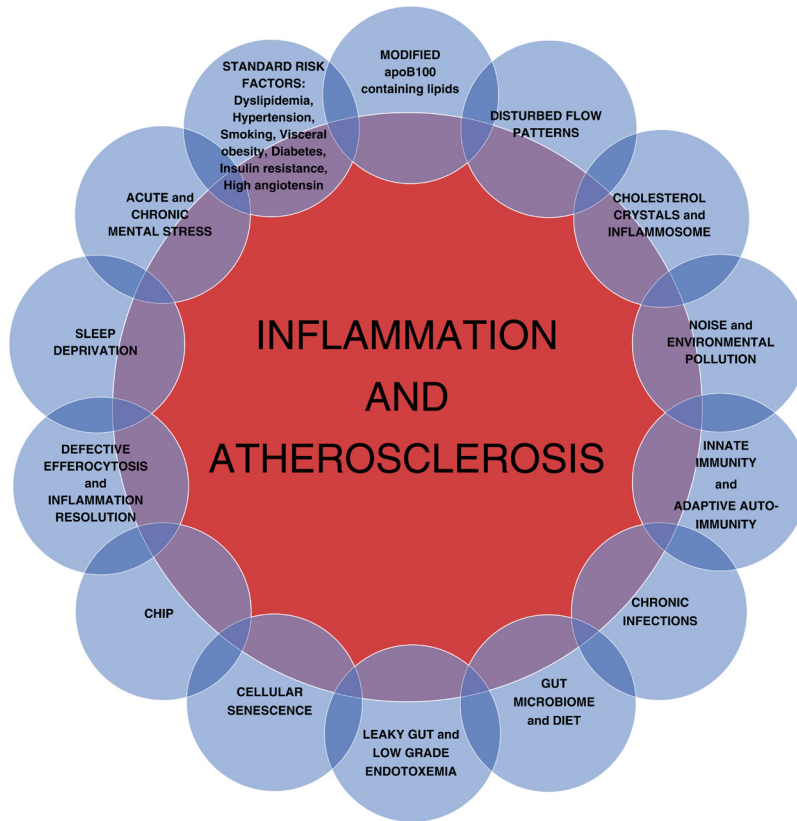 MODIFIED
apoB100
containing lipids
DISTURBED FLOW
PATTERNS
CHOLESTEROL
CRYSTALS and
INFLAMMOSOME
NOISE and
ENVIRONMENTAL
POLLUTION
INNATE
IMMUNITY
and
ADAPTIVE AUTO-
IMMUNITY
CHRONIC
INFECTIONS
GUT
MICROBIOME
and DIET
LEAKY GUT and
LOW GRADE
ENDOTOXEMIA
CELLULAR
SENESCENCE
CHIP
DEFECTIVE
EFFEROCYTOSIS
and
INFLAMMATION
RESOLUTION
SLEEP
DEPRIVATION
ACUTE and
CHRONIC
MENTAL STRESS
STANDARD RISK
FACTORS:
Dyslipidemia,
Hypertension,
Smoking, Visceral
obesity, Diabetes,
Insulin resistance,
High angiotensin
INFLAMMATION
AND
ATHEROSCLEROSIS